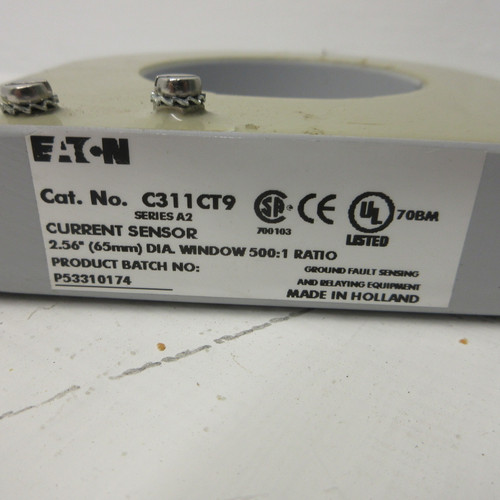 EATON
Cat. No. C311CT9
SERIES A2
CURRENT SENSOR
2.56" (65mm) DIA. WINDOW 500:1 RATIO
PRODUCT BATCH NO:
P53310174
SA
700103
CE
UL
LISTED
70BM
GROUND FAULT SENSING
AND RELAYING EQUIPMENT
MADE IN HOLLAND